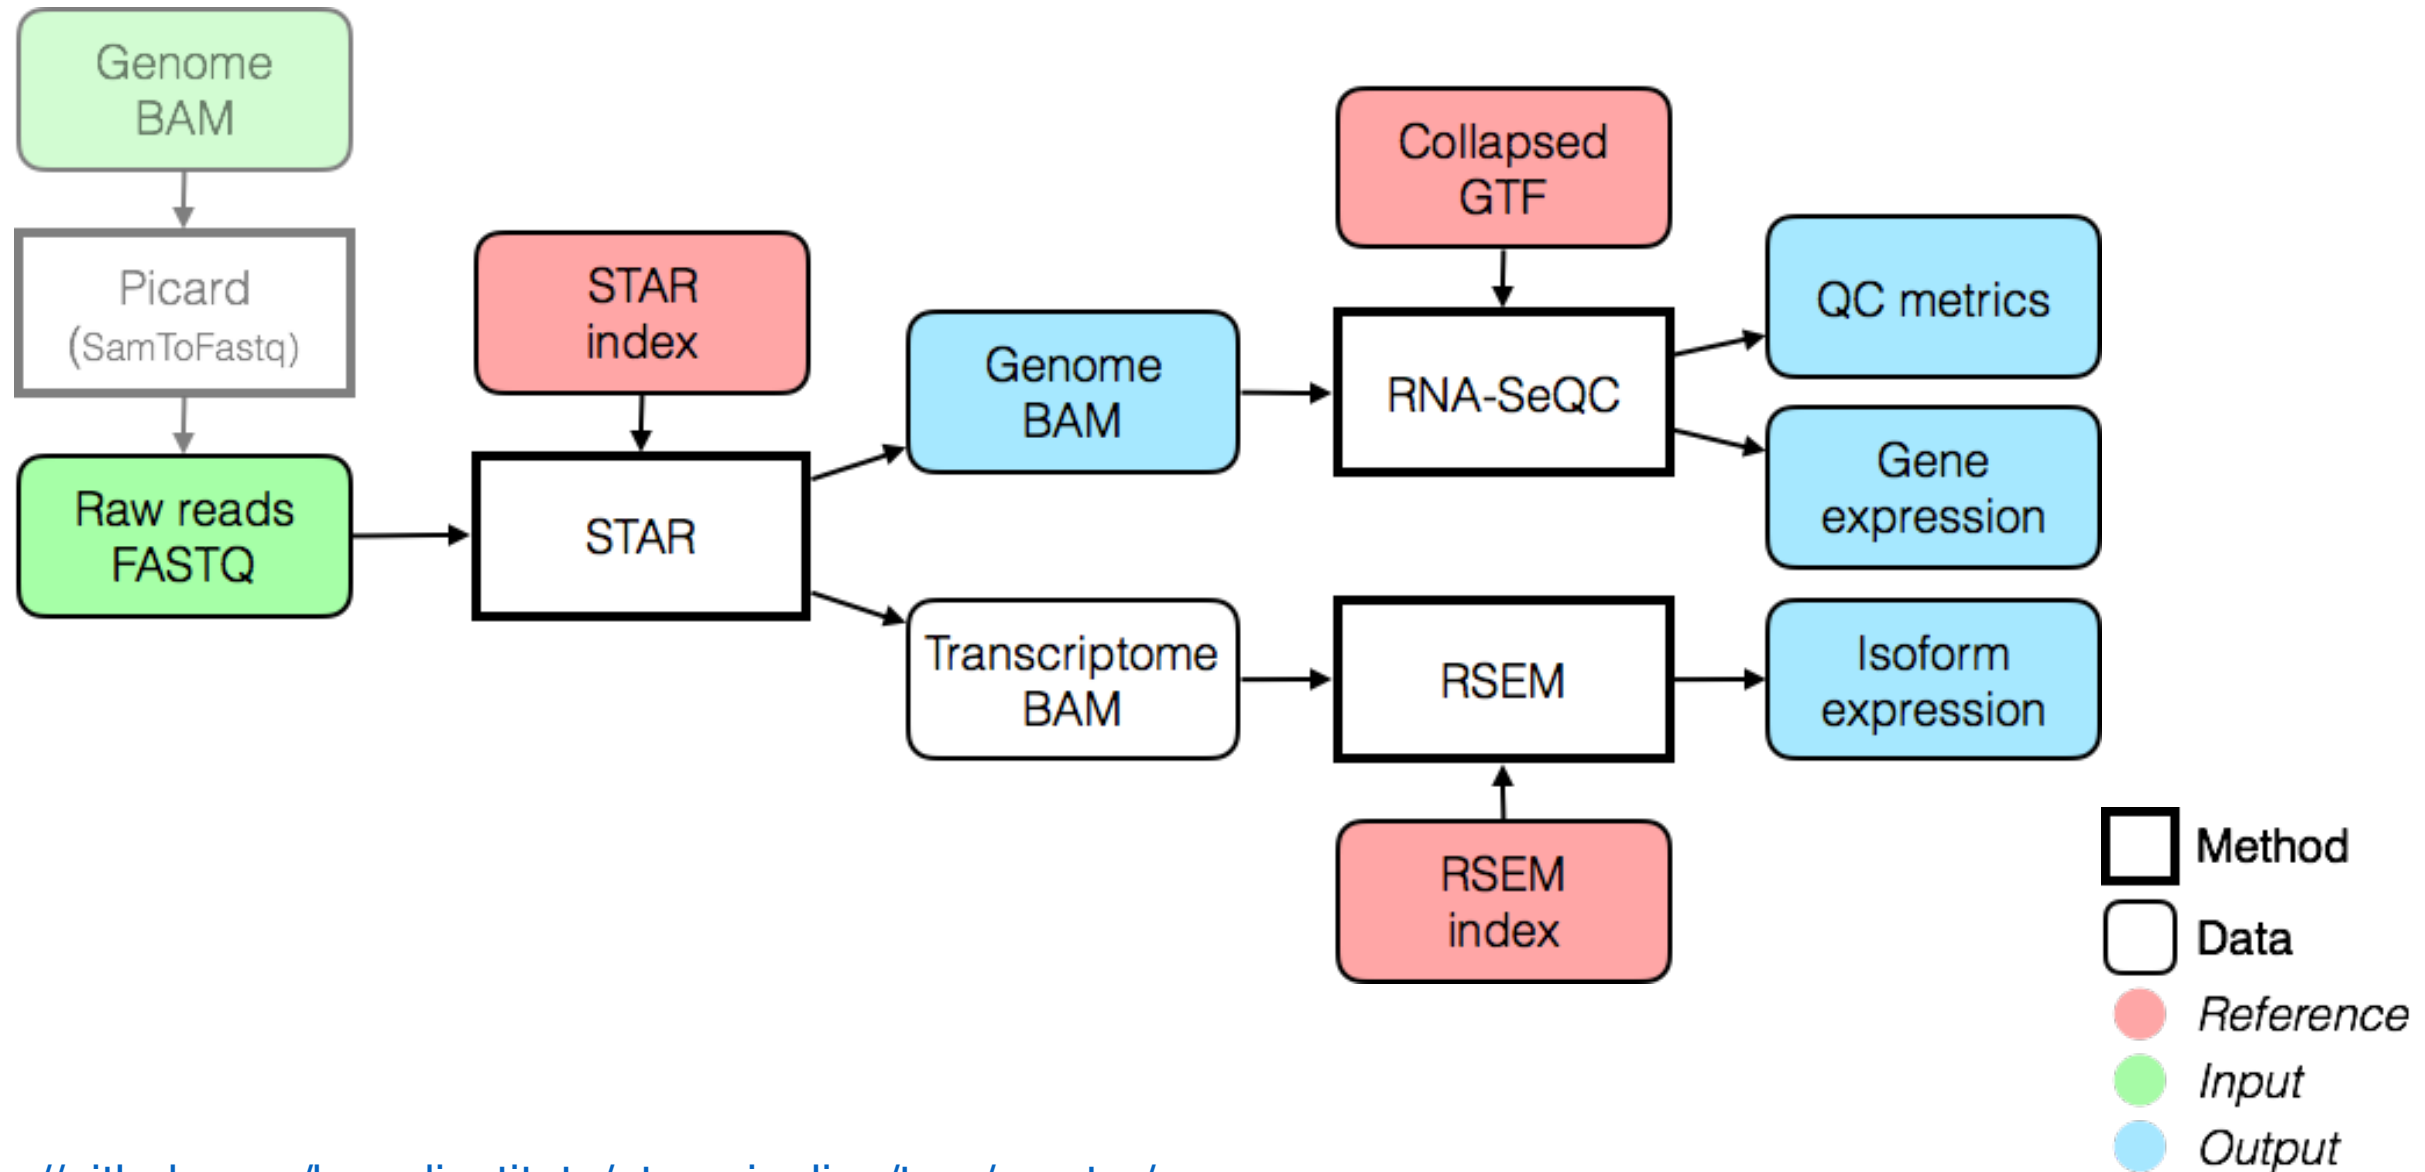 Genome
BAM
Picard
(SamToFastq)
Raw reads
FASTQ
STAR
index
STAR
Genome
BAM
Transcriptome
BAM
Collapsed
GTF
RNA-SeQC
RSEM
RSEM
index
QC metrics
Gene
expression
Isoform
expression
Method
Data
Reference
Input
Output